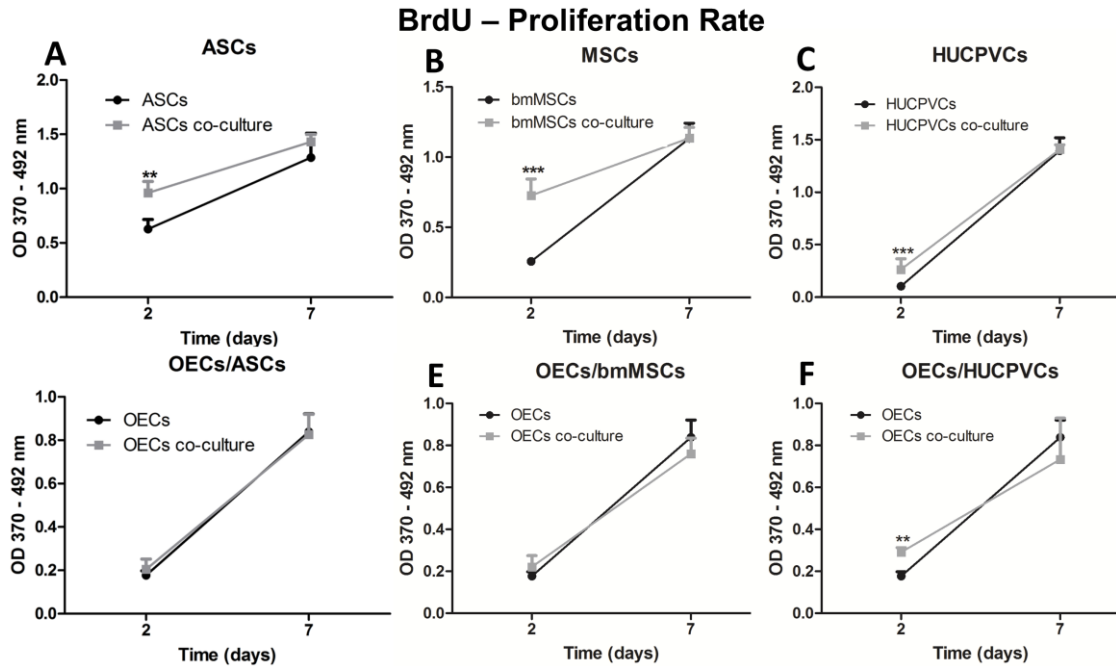 BrdU – Proliferation Rate
A
ASCs
OD 370 - 492 nm
2.0
1.5
1.0
0.5
0.0
ASCs
ASCs co-culture
**
2
7
Time (days)
B
MSCs
OD 370 - 492 nm
1.5
1.0
0.5
0.0
bmMSCs
bmMSCs co-culture
***
2
7
Time (days)
C
HUCPVCs
OD 370 - 492 nm
2.0
1.5
1.0
0.5
0.0
HUCPVCs
HUCPVCs co-culture
***
2
7
Time (days)
OECs/ASCs
OD 370 - 492 nm
1.0
0.8
0.6
0.4
0.2
0.0
OECs
OECs co-culture
2
7
Time (days)
E
OECs/bmMSCs
OD 370 - 492 nm
1.0
0.8
0.6
0.4
0.2
0.0
OECs
OECs co-culture
2
7
Time (days)
F
OECs/HUCPVCs
OD 370 - 492 nm
1.0
0.8
0.6
0.4
0.2
0.0
OECs
OECs co-culture
**
2
7
Time (days)